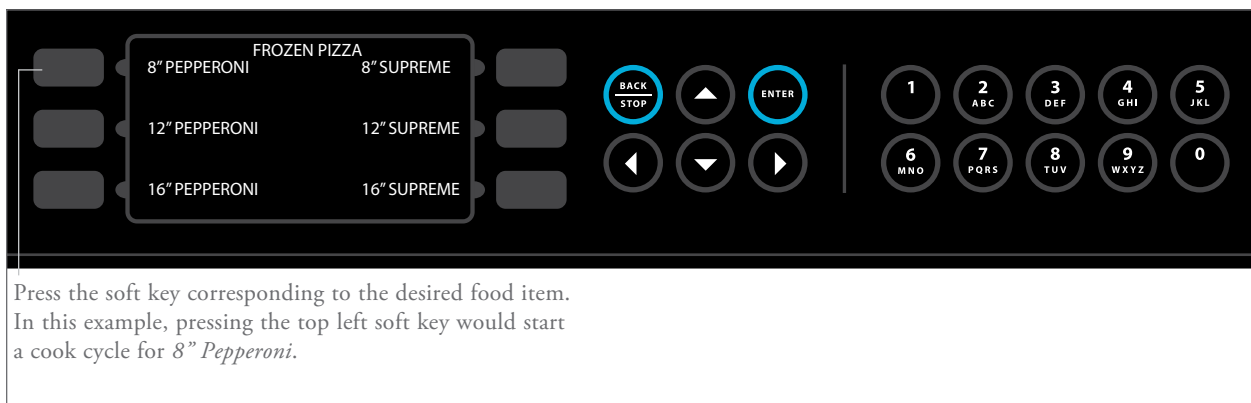 FROZEN PIZZA
8” PEPPERONI 8” SUPREME
12” PEPPERONI 12” SUPREME
16” PEPPERONI 16” SUPREME
BACK
STOP
ENTER
1
2
ABC
3
DEF
4
GHI
5
JKL
6
MNO
7
PQRS
8
TUV
9
WXYZ
0
Press the soft key corresponding to the desired food item.
In this example, pressing the top left soft key would start
a cook cycle for 8” Pepperoni.